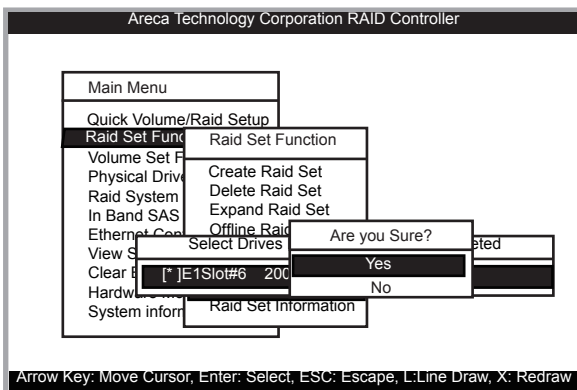 Areca Technology Corporation RAID Controller
Main Menu
Quick Volume/Raid Setup
Raid Set Func
Volume Set F
Physical Drive
Raid System
In Band SAS
Ethernet Con
View S
Clear E
Hardw
System inform
Raid Set Function
Create Raid Set
Delete Raid Set
Expand Raid Set
Offline Raid
Raid Set Information
Select Drives
eted
[* ]E1Slot#6 200
Are you Sure?
Yes
No
Arrow Key: Move Cursor, Enter: Select, ESC: Escape, L:Line Draw, X: Redraw